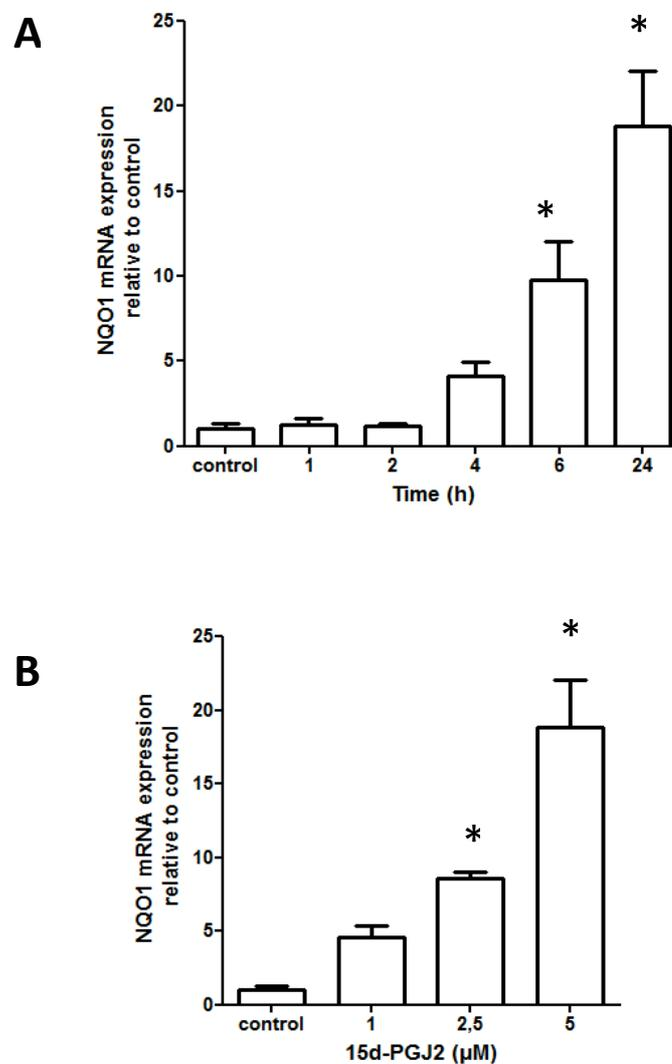 A
NQO1 mRNA expression
relative to control
25
20
15
10
5
0
*
*
control 1 2 4 6 24
Time (h)
B
NQO1 mRNA expression
relative to control
25
20
15
10
5
0
*
*
control 1 2,5 5
15d-PGJ2 (µM)